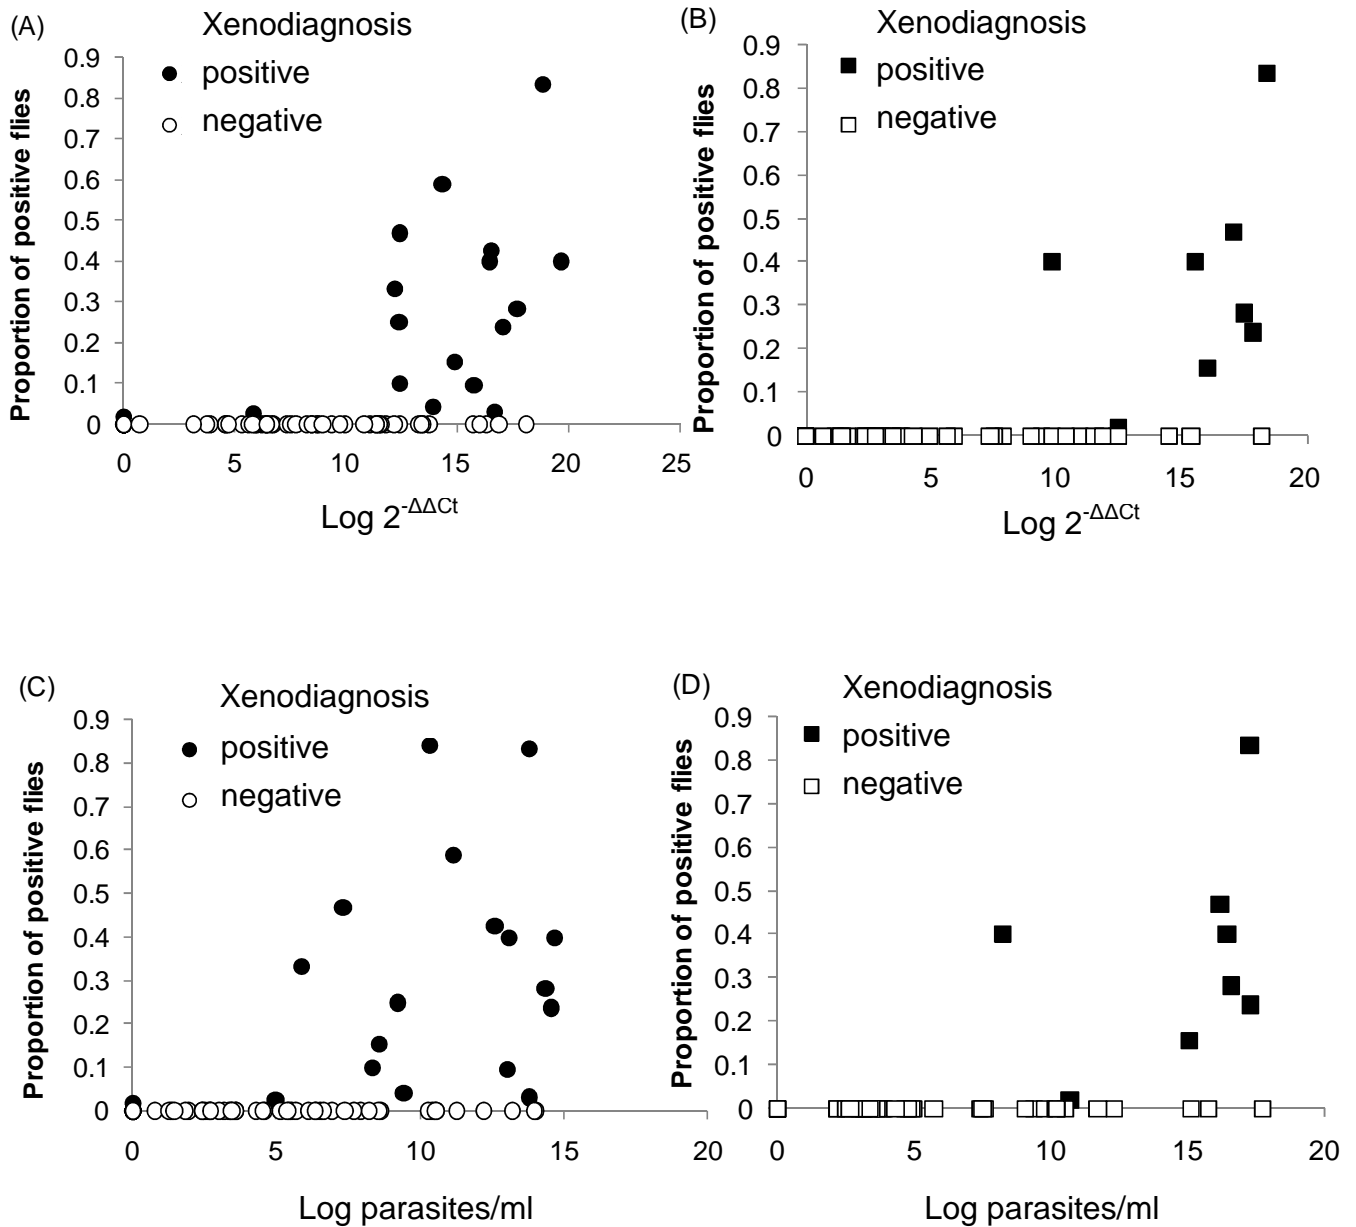 (A)
Xenodiagnosis
positive
negative
Proportion of positive flies
0.9
0.8
0.7
0.6
0.5
0.4
0.3
0.2
0.1
0
0 5 10 15 20 25
Log 2^-ΔΔCt
(B)
Xenodiagnosis
positive
negative
Proportion of positive flies
0.9
0.8
0.7
0.6
0.5
0.4
0.3
0.2
0.1
0
0 5 10 15 20
Log 2^-ΔΔCt
(C)
Xenodiagnosis
positive
negative
Proportion of positive flies
0.9
0.8
0.7
0.6
0.5
0.4
0.3
0.2
0.1
0
0 5 10 15 20
Log parasites/ml
(D)
Xenodiagnosis
positive
negative
Proportion of positive flies
0.9
0.8
0.7
0.6
0.5
0.4
0.3
0.2
0.1
0
0 5 10 15 20
Log parasites/ml